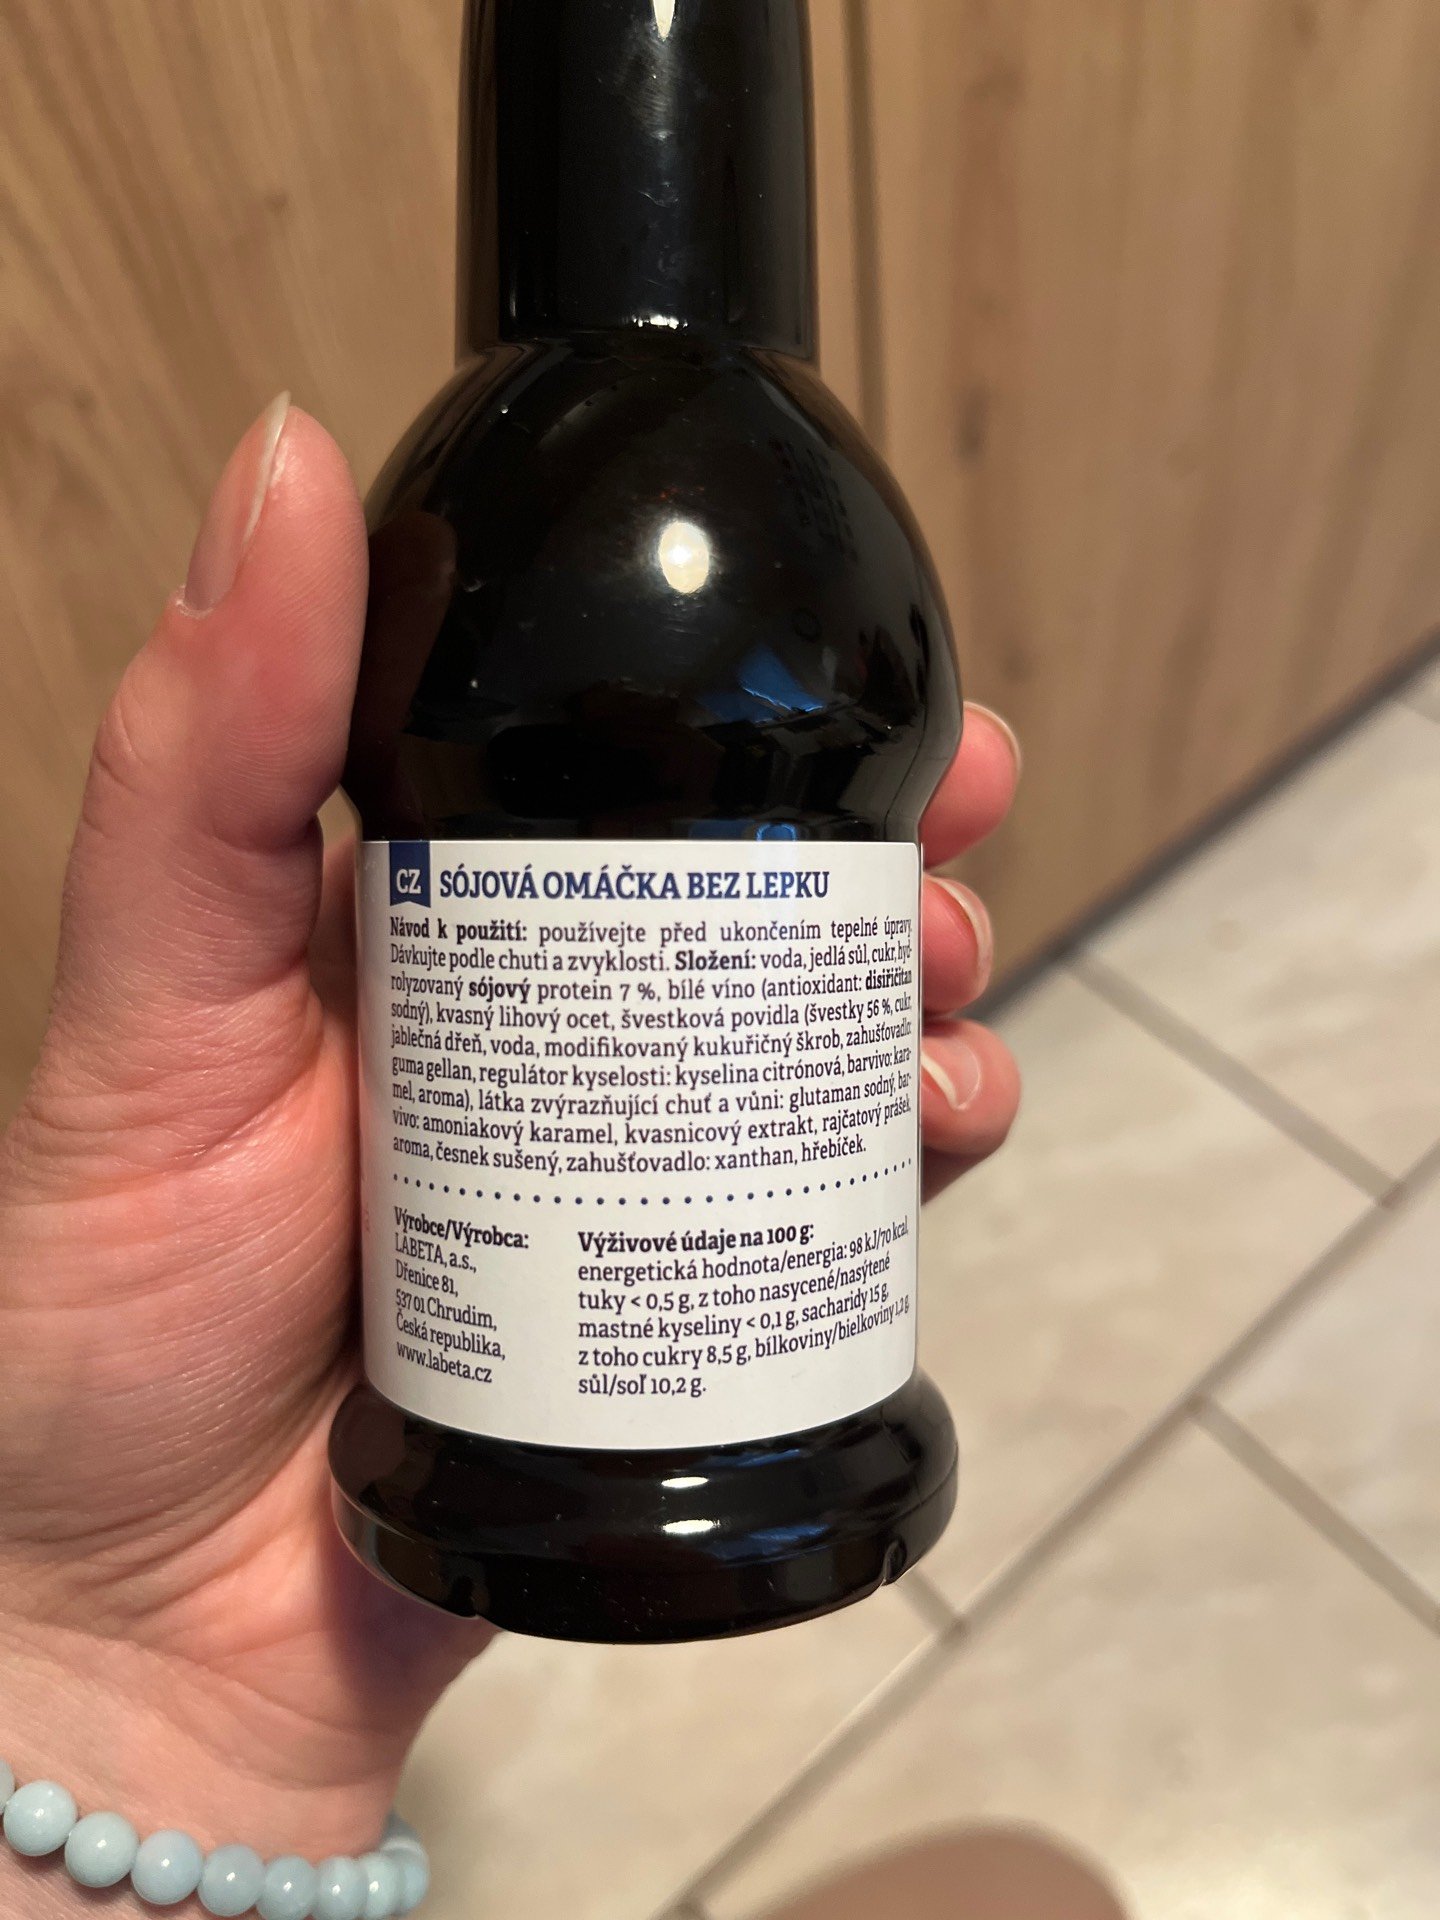 CZ SÓJOVÁ OMÁČKA BEZ LEPKU
Návod k použití: používejte před ukončením tepelné úpravy.
Dávkujte podle chuti a zvyklosti. Složení: voda, jedlá sůl, cukr, hyd-
rolyzovaný sójový protein 7 %, bílé víno (antioxidant: disiřičitan
sodný), kvasný lihový ocet, švestková povidla (švestky 56 %, cukr,
jablečná dřeň, voda, modifikovaný kukuřičný škrob, zahušťovadlo:
guma gellan, regulátor kyselosti: kyselina citrónová, barvivo: kara-
mel, aroma), látka zvýrazňující chuť a vůni: glutaman sodný, bar-
vivo: amoniakový karamel, kvasnicový extrakt, rajčatový prášek,
aroma, česnek sušený, zahušťovadlo: xanthan, hřebíček.
Výrobce/Výrobca:
LABETA, a.s.,
Dřenice 81,
537 01 Chrudim,
Česká republika,
www.labeta.cz
Výživové údaje na 100 g:
energetická hodnota/energia: 98 kJ/70 kcal,
tuky < 0,5 g, z toho nasycené/nasýtené
mastné kyseliny < 0,1 g, sacharidy 15 g,
z toho cukry 8,5 g, bílkoviny/bielkoviny 1,2 g,
sůl/soľ 10,2 g.